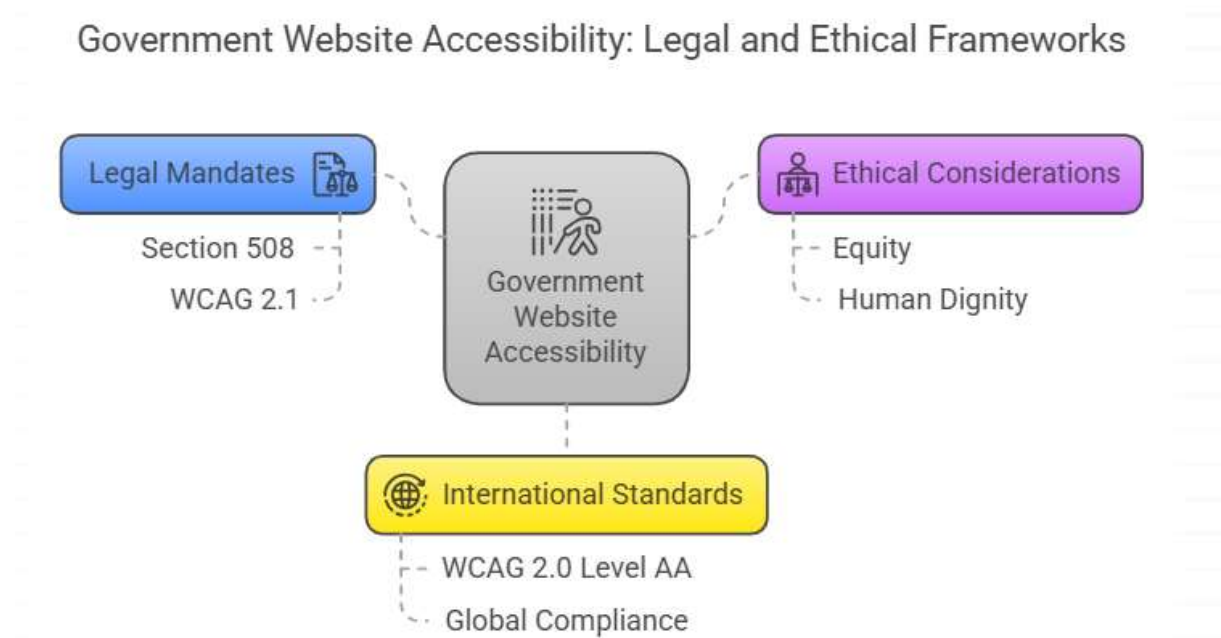 Government Website Accessibility: Legal and Ethical Frameworks
Legal Mandates
Section 508
WCAG 2.1
Government
Website
Accessibility
Ethical Considerations
Equity
Human Dignity
International Standards
WCAG 2.0 Level AA
Global Compliance